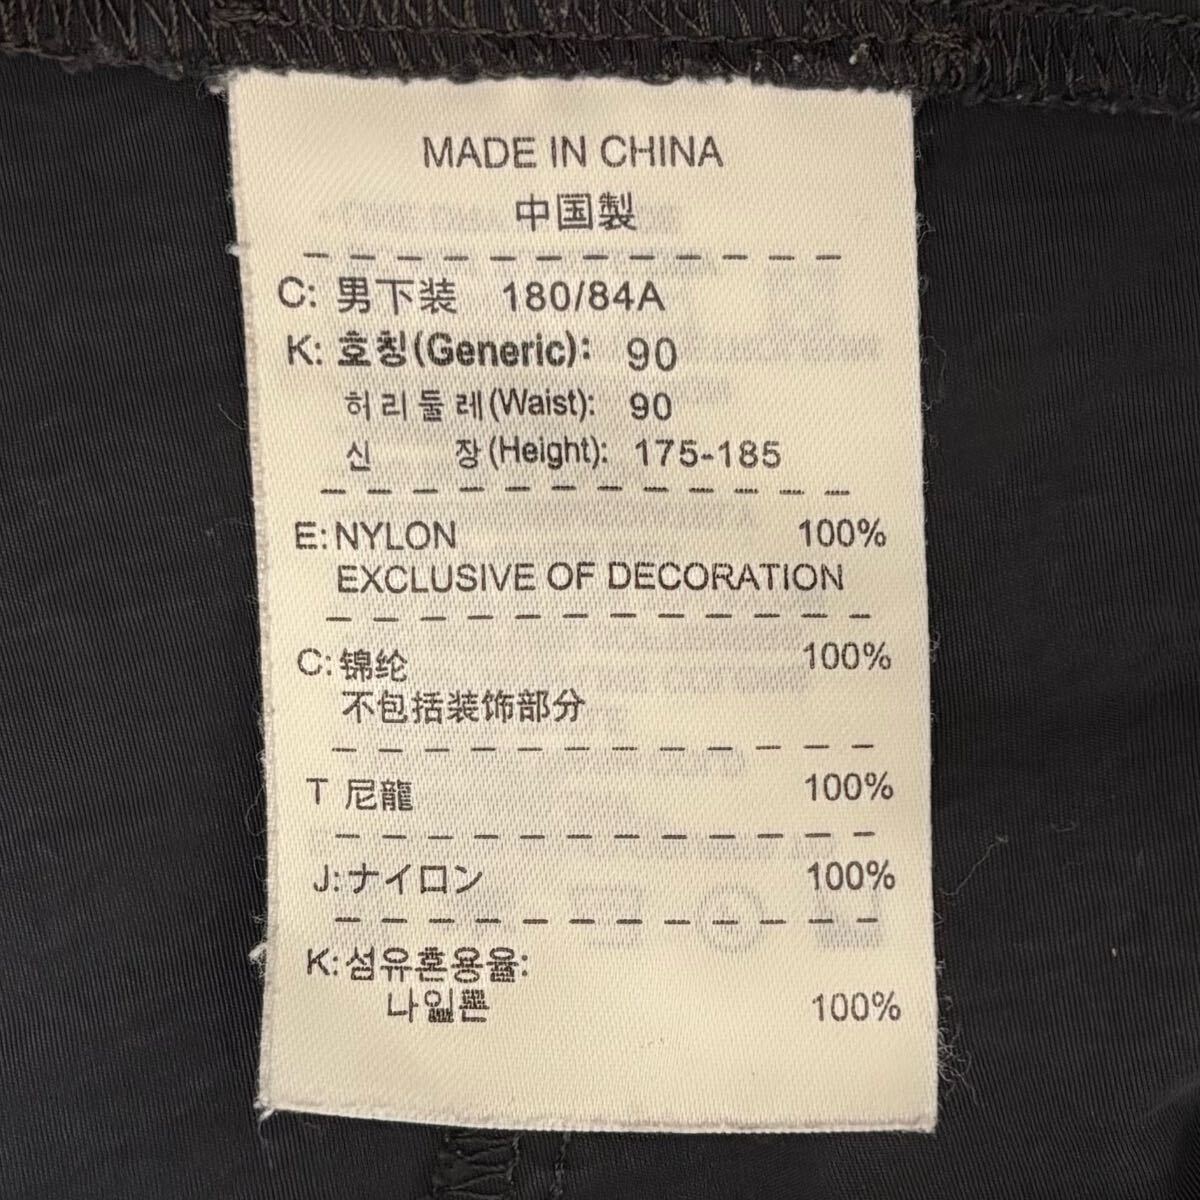 MADE IN CHINA
中国製
C: 男下装 180/84A
K: 호칭(Generic): 90
허리둘레(Waist): 90
신 장(Height): 175-185
E: NYLON 100%
EXCLUSIVE OF DECORATION
C: 锦纶 100%
不包括装饰部分
T 尼龍 100%
J: ナイロン 100%
K: 섬유혼용율:
나일론 100%